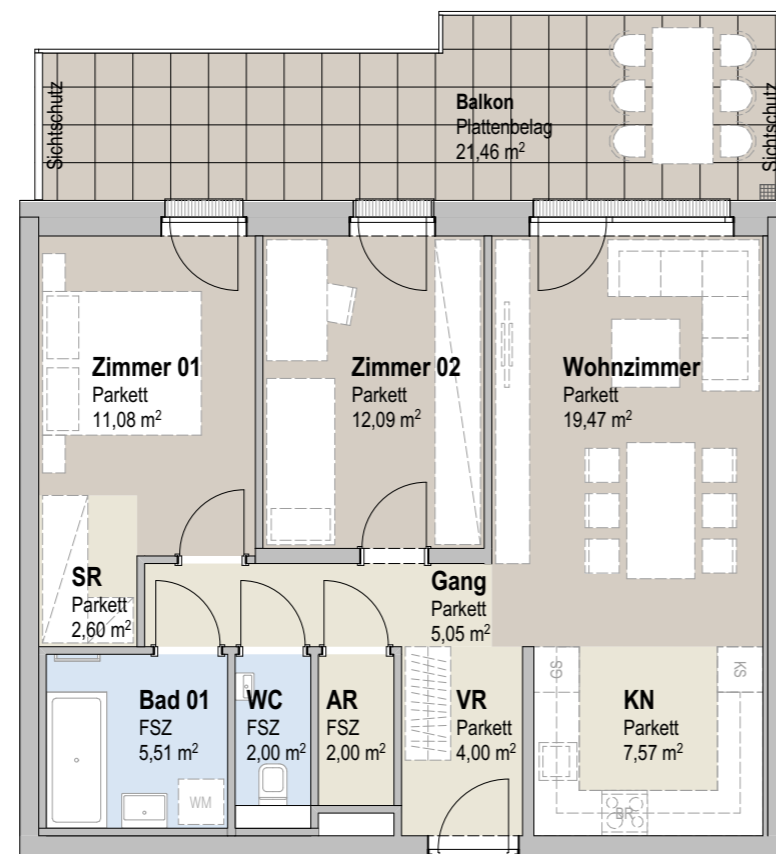 Sichtschutz
Balkon
Plattenbelag
21,46 m²
Sichtschutz
Zimmer 01
Parkett
11,08 m²
Zimmer 02
Parkett
12,09 m²
Wohnzimmer
Parkett
19,47 m²
SR
Parkett
2,60 m²
Gang
Parkett
5,05 m²
Bad 01
FSZ
5,51 m²
WM
WC
FSZ
2,00 m²
AR
FSZ
2,00 m²
VR
Parkett
4,00 m²
SG
KS
KN
Parkett
7,57 m²
BR